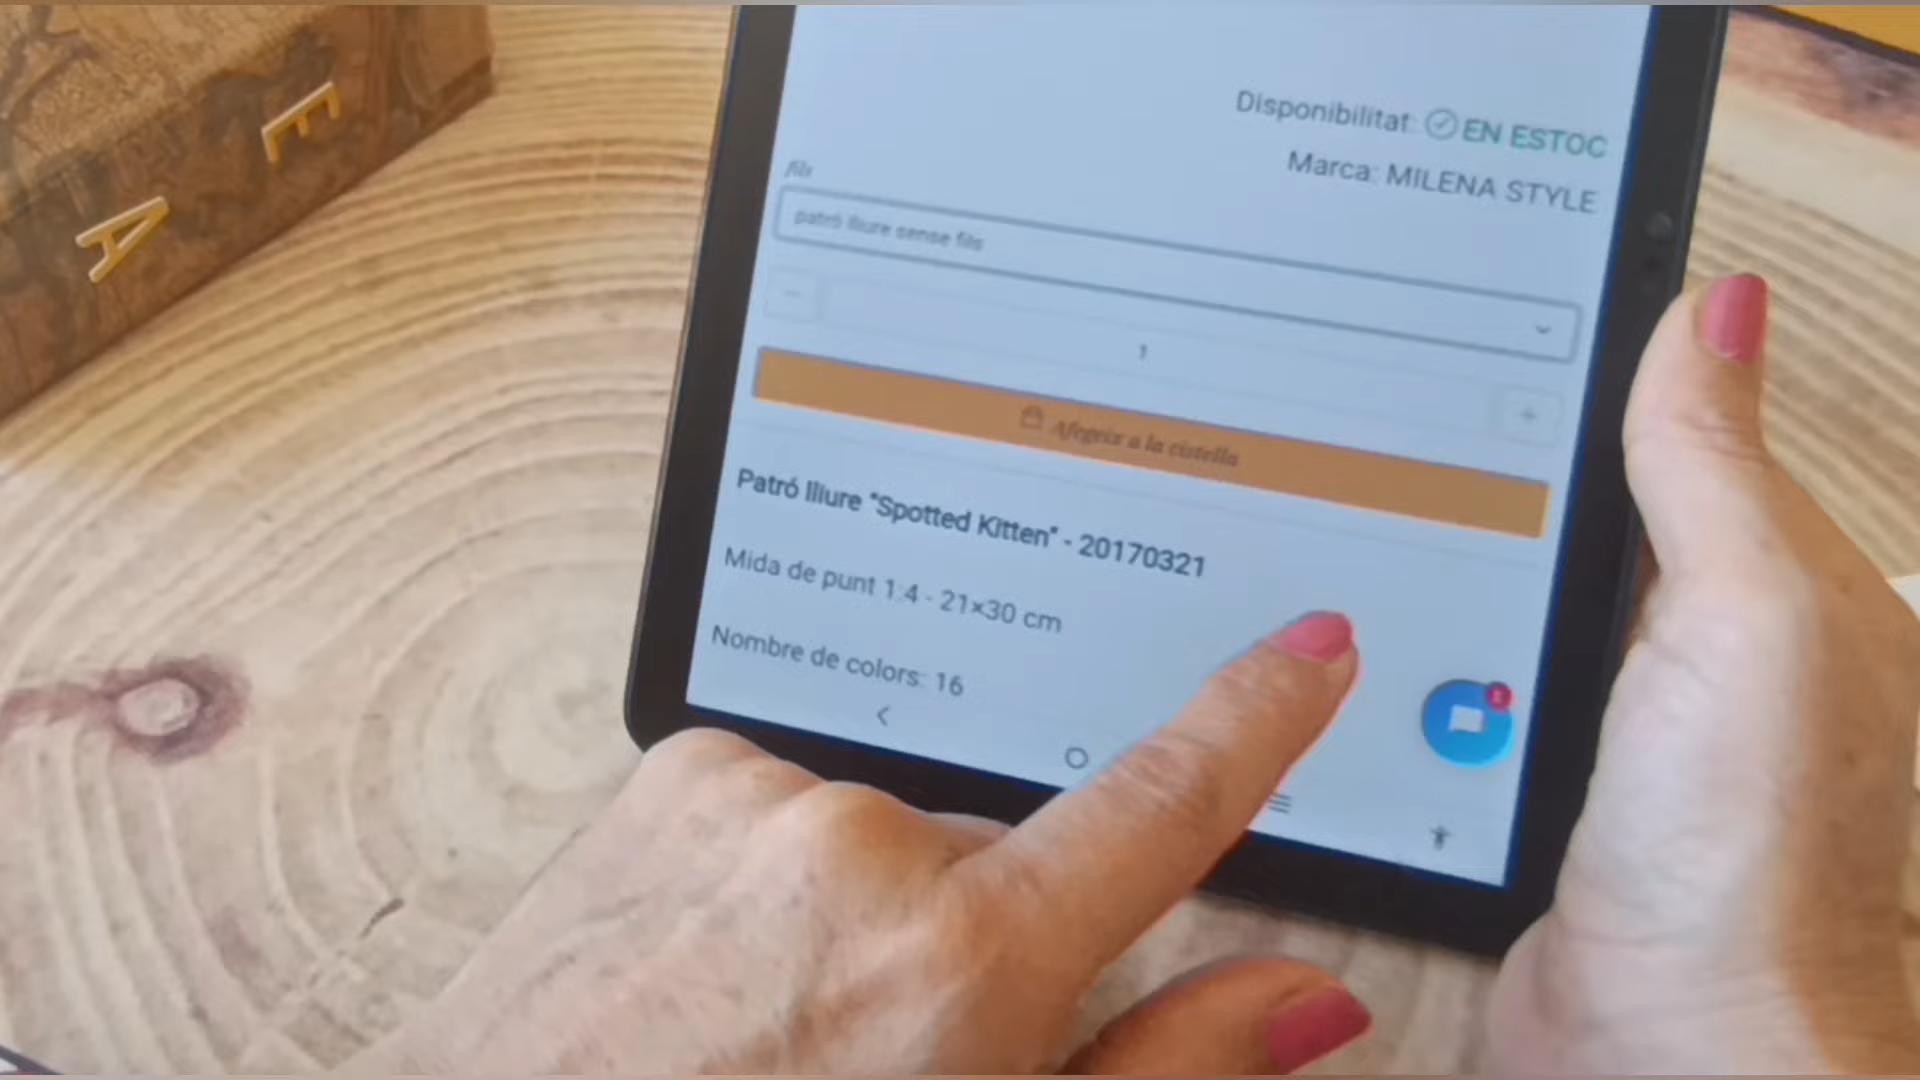 Disponibilitat: EN ESTOC
Marca: MILENA STYLE
fils
patró lliure sense fils
1
Afegeix a la cistella
Patró lliure "Spotted Kitten" - 20170321
Mida de punt 1:4 - 21×30 cm
Nombre de colors: 16
A E